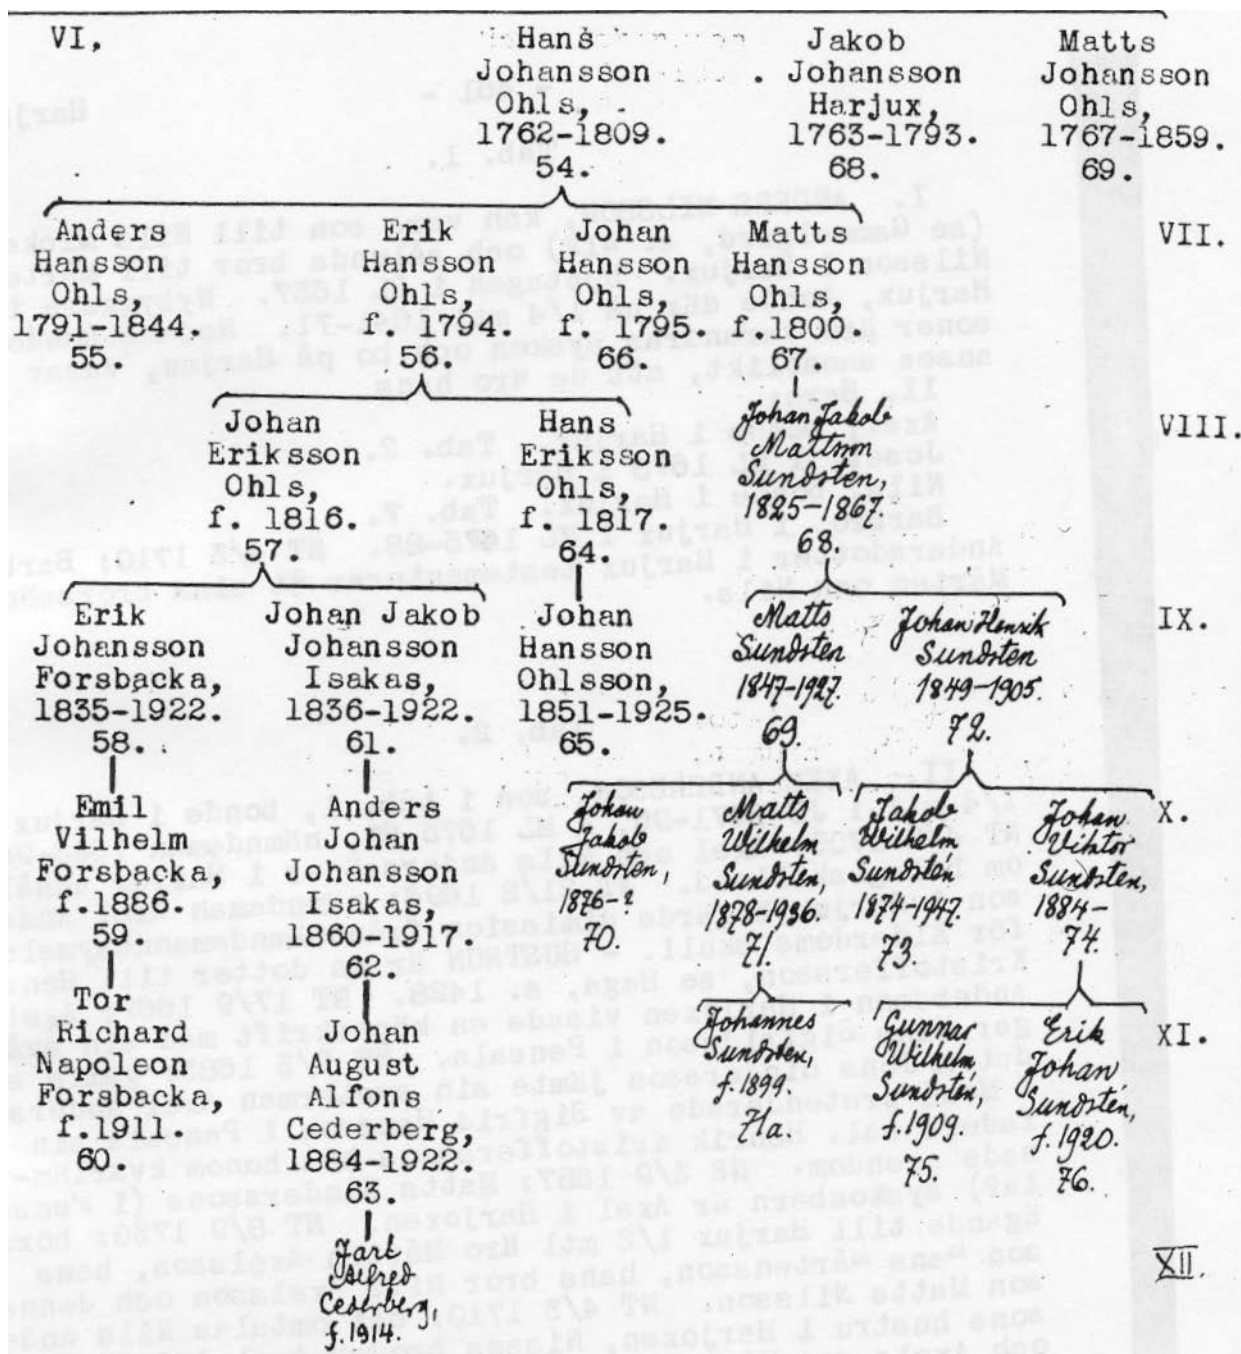 VI,
Hans
Johansson
Ohls,
1762-1809.
54.
Jakob
Johansson
Harjux,
1763-1793.
68.
Matts
Johansson
Ohls,
1767-1859.
69.
VII.
Anders
Hansson
Ohls,
1791-1844.
55.
Erik
Hansson
Ohls,
f. 1794.
56.
Johan
Hansson
Ohls,
f. 1795.
66.
Matts
Hansson
Ohls,
f. 1800.
67.
VIII.
Johan
Eriksson
Ohls,
f. 1816.
57.
Hans
Eriksson
Ohls,
f. 1817.
64.
Johan Jakob
Mattson
Sundsten,
1825-1867.
68.
IX.
Erik
Johansson
Forsbacka,
1835-1922.
58.
Johan Jakob
Johansson
Isakas,
1836-1922.
61.
Johan
Hansson
Ohlsson,
1851-1925.
65.
Matts
Sundsten
1847-1927.
69.
Johan Henrik
Sundsten
1849-1905.
72.
X.
Emil
Vilhelm
Forsbacka,
f.1886.
59
Anders
Johan
Johansson
Isakas,
1860-1917.
62.
Johan
Jakob
Sundstén,
1876-?
70.
Matts
Wilhelm
Sundstén,
1878-1936.
71.
Jakob
Wilhelm
Sundstén
1874-1947.
73.
Johan
Viktor
Sundstén,
1884-
74.
XI.
Tor
Richard
Napoleon
Forsbacka,
f.1911.
60.
Johan
August
Alfons
Cederberg,
1884-1922.
63.
Johannes
Sundsten,
f. 1899.
71a.
Gunnar
Wilhelm,
Sundstén,
f. 1909.
75.
Erik
Johan
Sundstén,
f. 1920.
76.
XII.
Jarl
Alfred
Cederberg,
f. 1914.